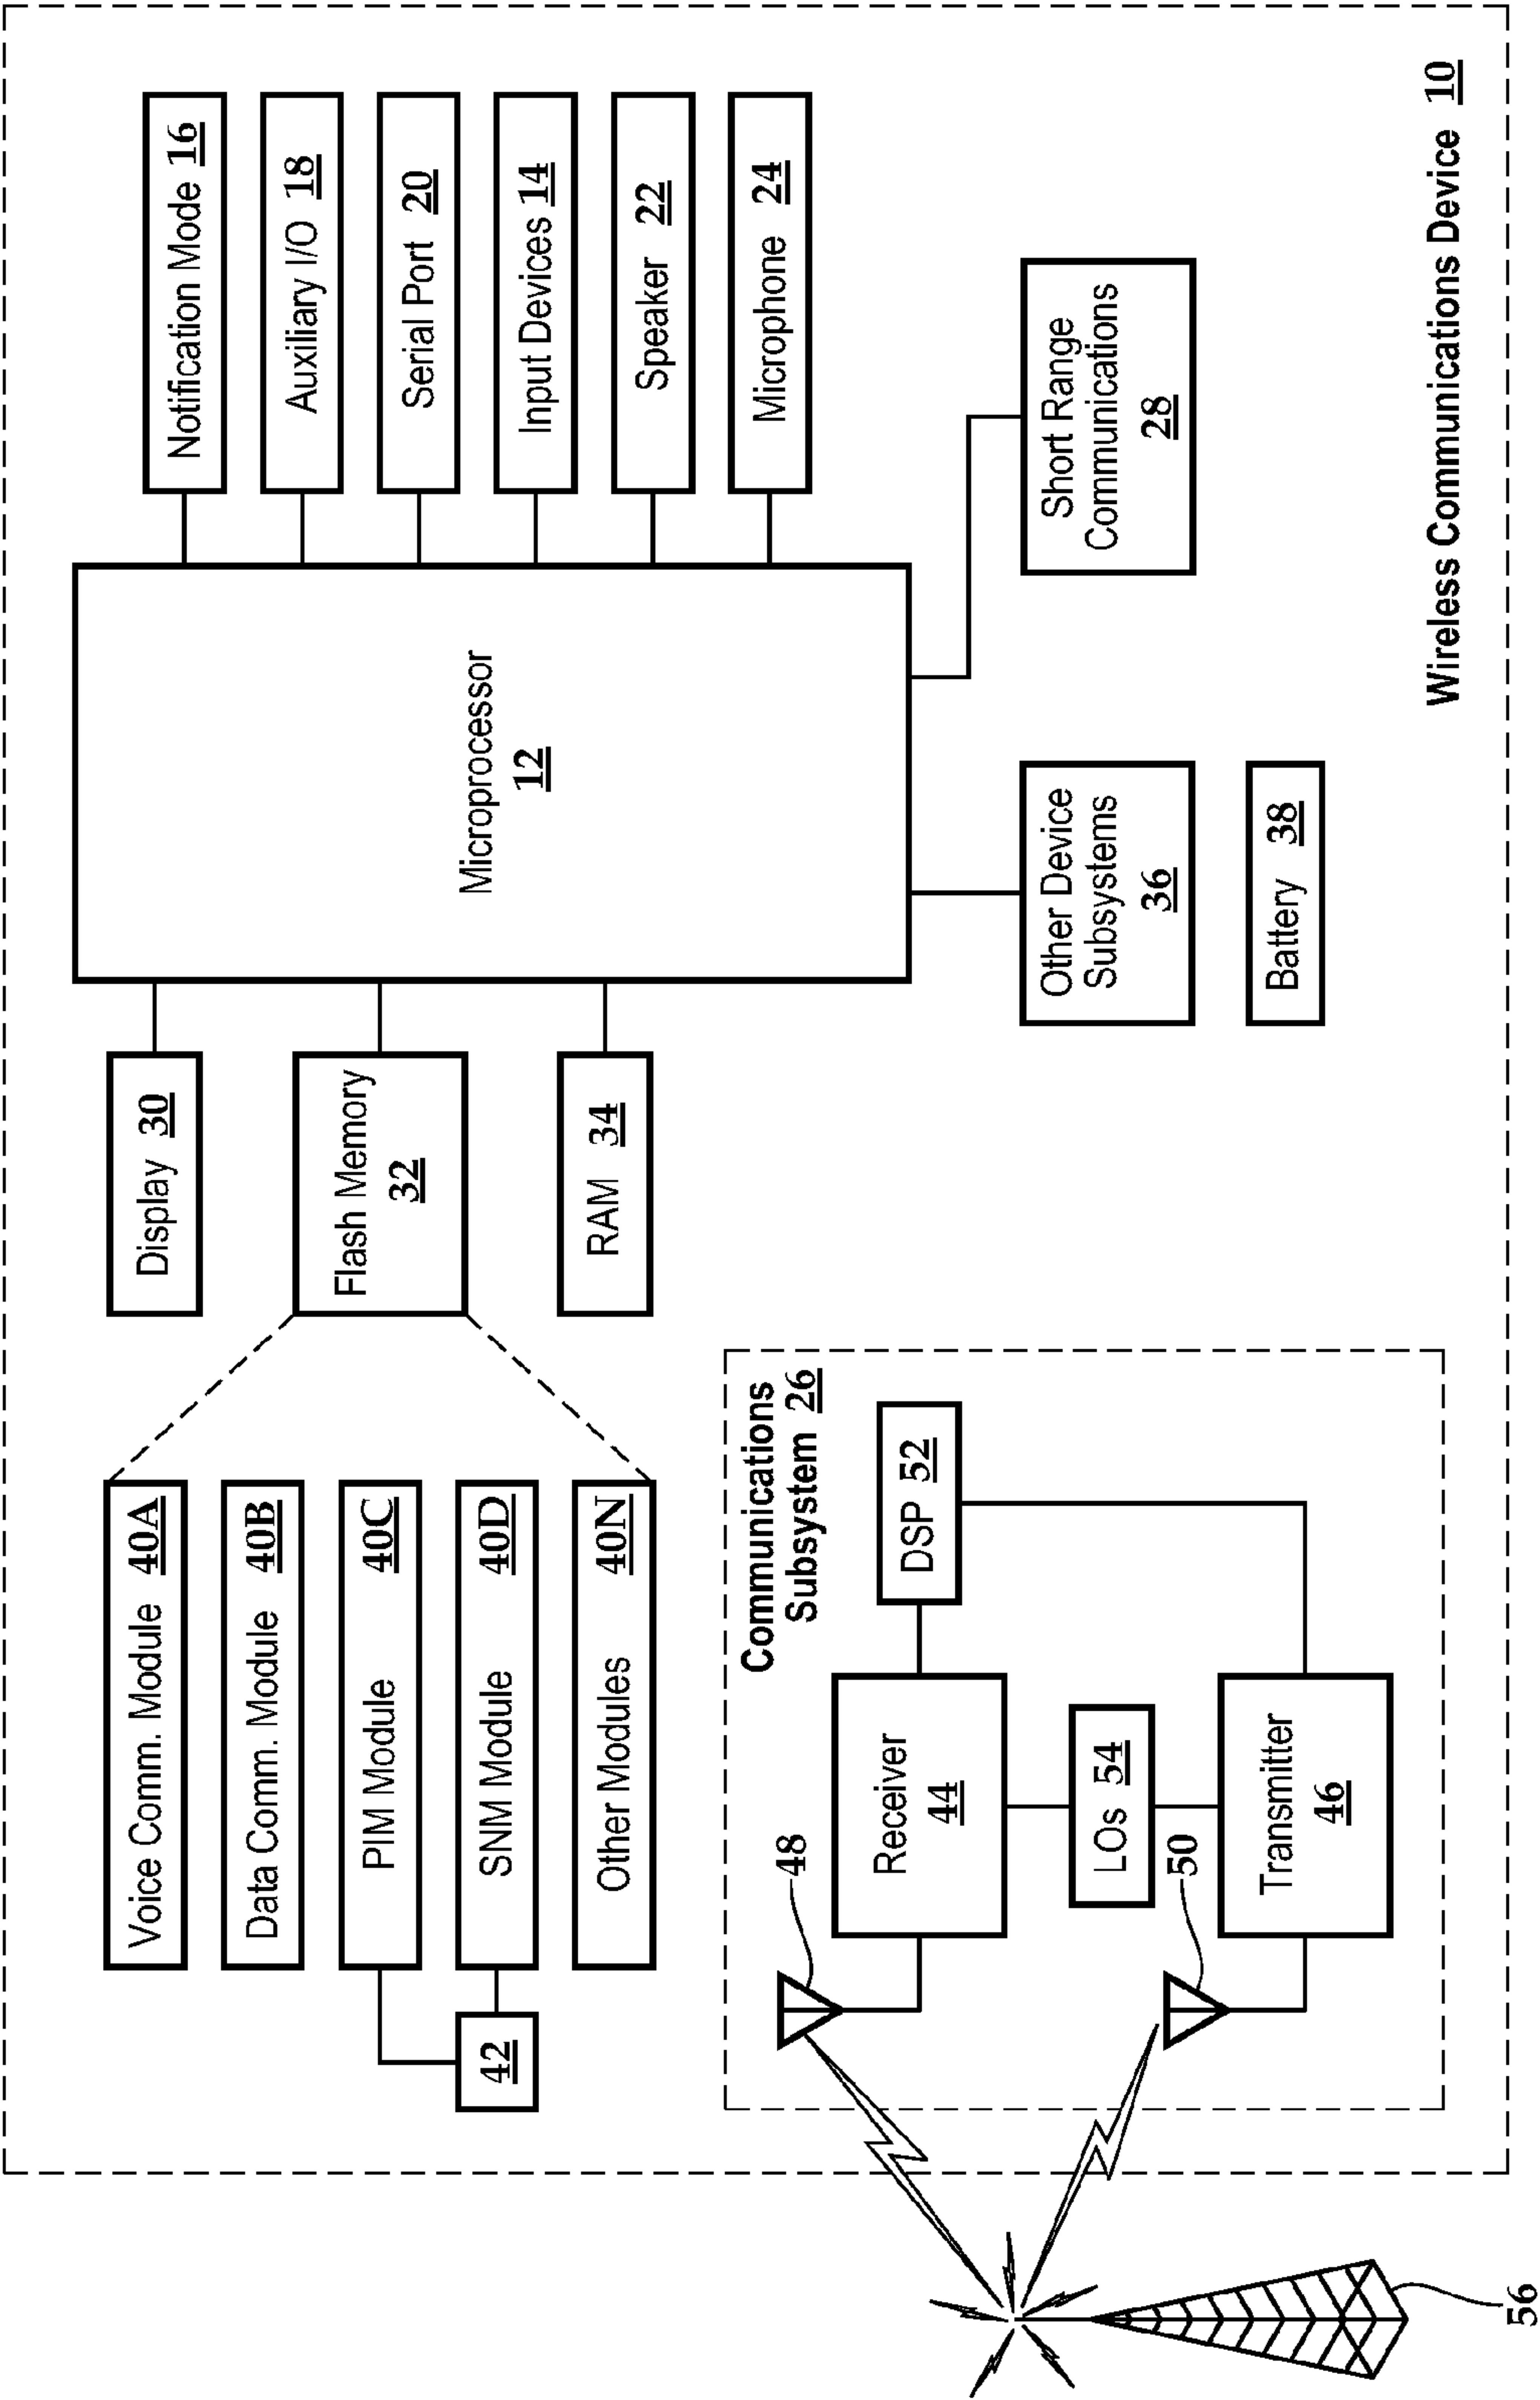 Voice Comm. Module 40A
Data Comm. Module 40B
PIM Module 40C
SNM Module 40D
Other Modules 40N
42
Display 30
Flash Memory
32
RAM 34
Microprocessor
12
Notification Mode 16
Auxiliary I/O 18
Serial Port 20
Input Devices 14
Speaker 22
Microphone 24
Communications
Subsystem 26
48
Receiver
44
DSP 52
LOs 54
50
Transmitter
46
Other Device
Subsystems
36
Short Range
Communications
28
Battery 38
Wireless Communications Device 10
56